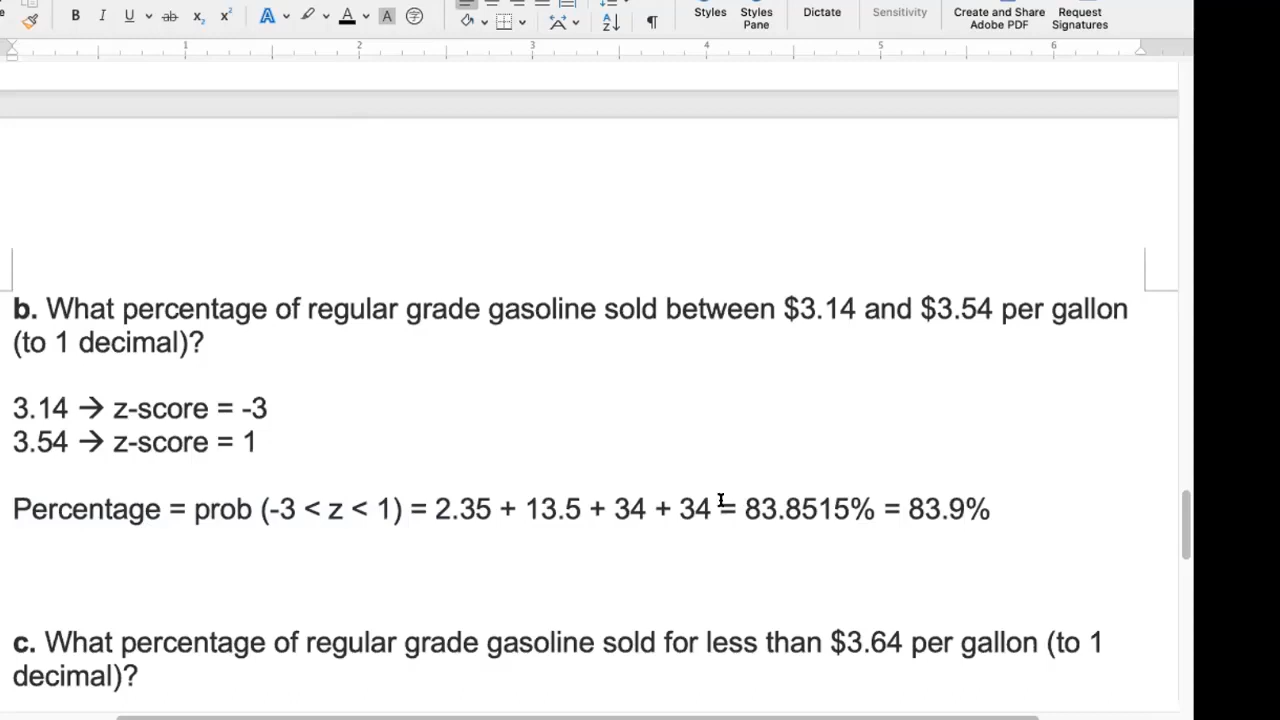 B I U ab x₂ x² A A A
Styles Styles Pane Dictate Sensitivity Create and Share Adobe PDF Request Signatures
1 2 3 4 5 6
b. What percentage of regular grade gasoline sold between $3.14 and $3.54 per gallon
(to 1 decimal)?
3.14 → z-score = -3
3.54 → z-score = 1
Percentage = prob (-3 < z < 1) = 2.35 + 13.5 + 34 + 34 = 83.8515% = 83.9%
c. What percentage of regular grade gasoline sold for less than $3.64 per gallon (to 1
decimal)?